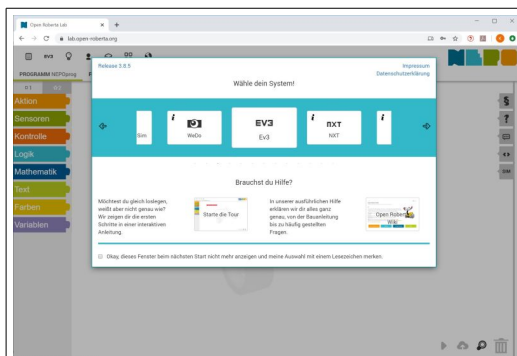 Open Roberta Lab
lab.open-roberta.org
EV3
PROGRAMM NEPOprog
Release 3.8.5
Impressum
Datenschutzerklärung
Wähle dein System!
Sim
i
WeDo
EV3
Ev3
i
NXT
NXT
i
Aktion
Sensoren
Kontrolle
Logik
Mathematik
Text
Farben
Variablen
Brauchst du Hilfe?
Möchtest du gleich loslegen,
weißt aber nicht genau wie?
Wir zeigen dir die ersten
Schritte in einer interaktiven
Anleitung.
Starte die Tour
In unserer ausführlichen Hilfe
erklären wir dir alles ganz
genau, von der Bauanleitung
bis zu häufig gestellten
Fragen.
Open Roberta
Wiki
Okay, dieses Fenster beim nächsten Start nicht mehr anzeigen und meine Auswahl mit einem Lesezeichen merken.
§
?
SIM